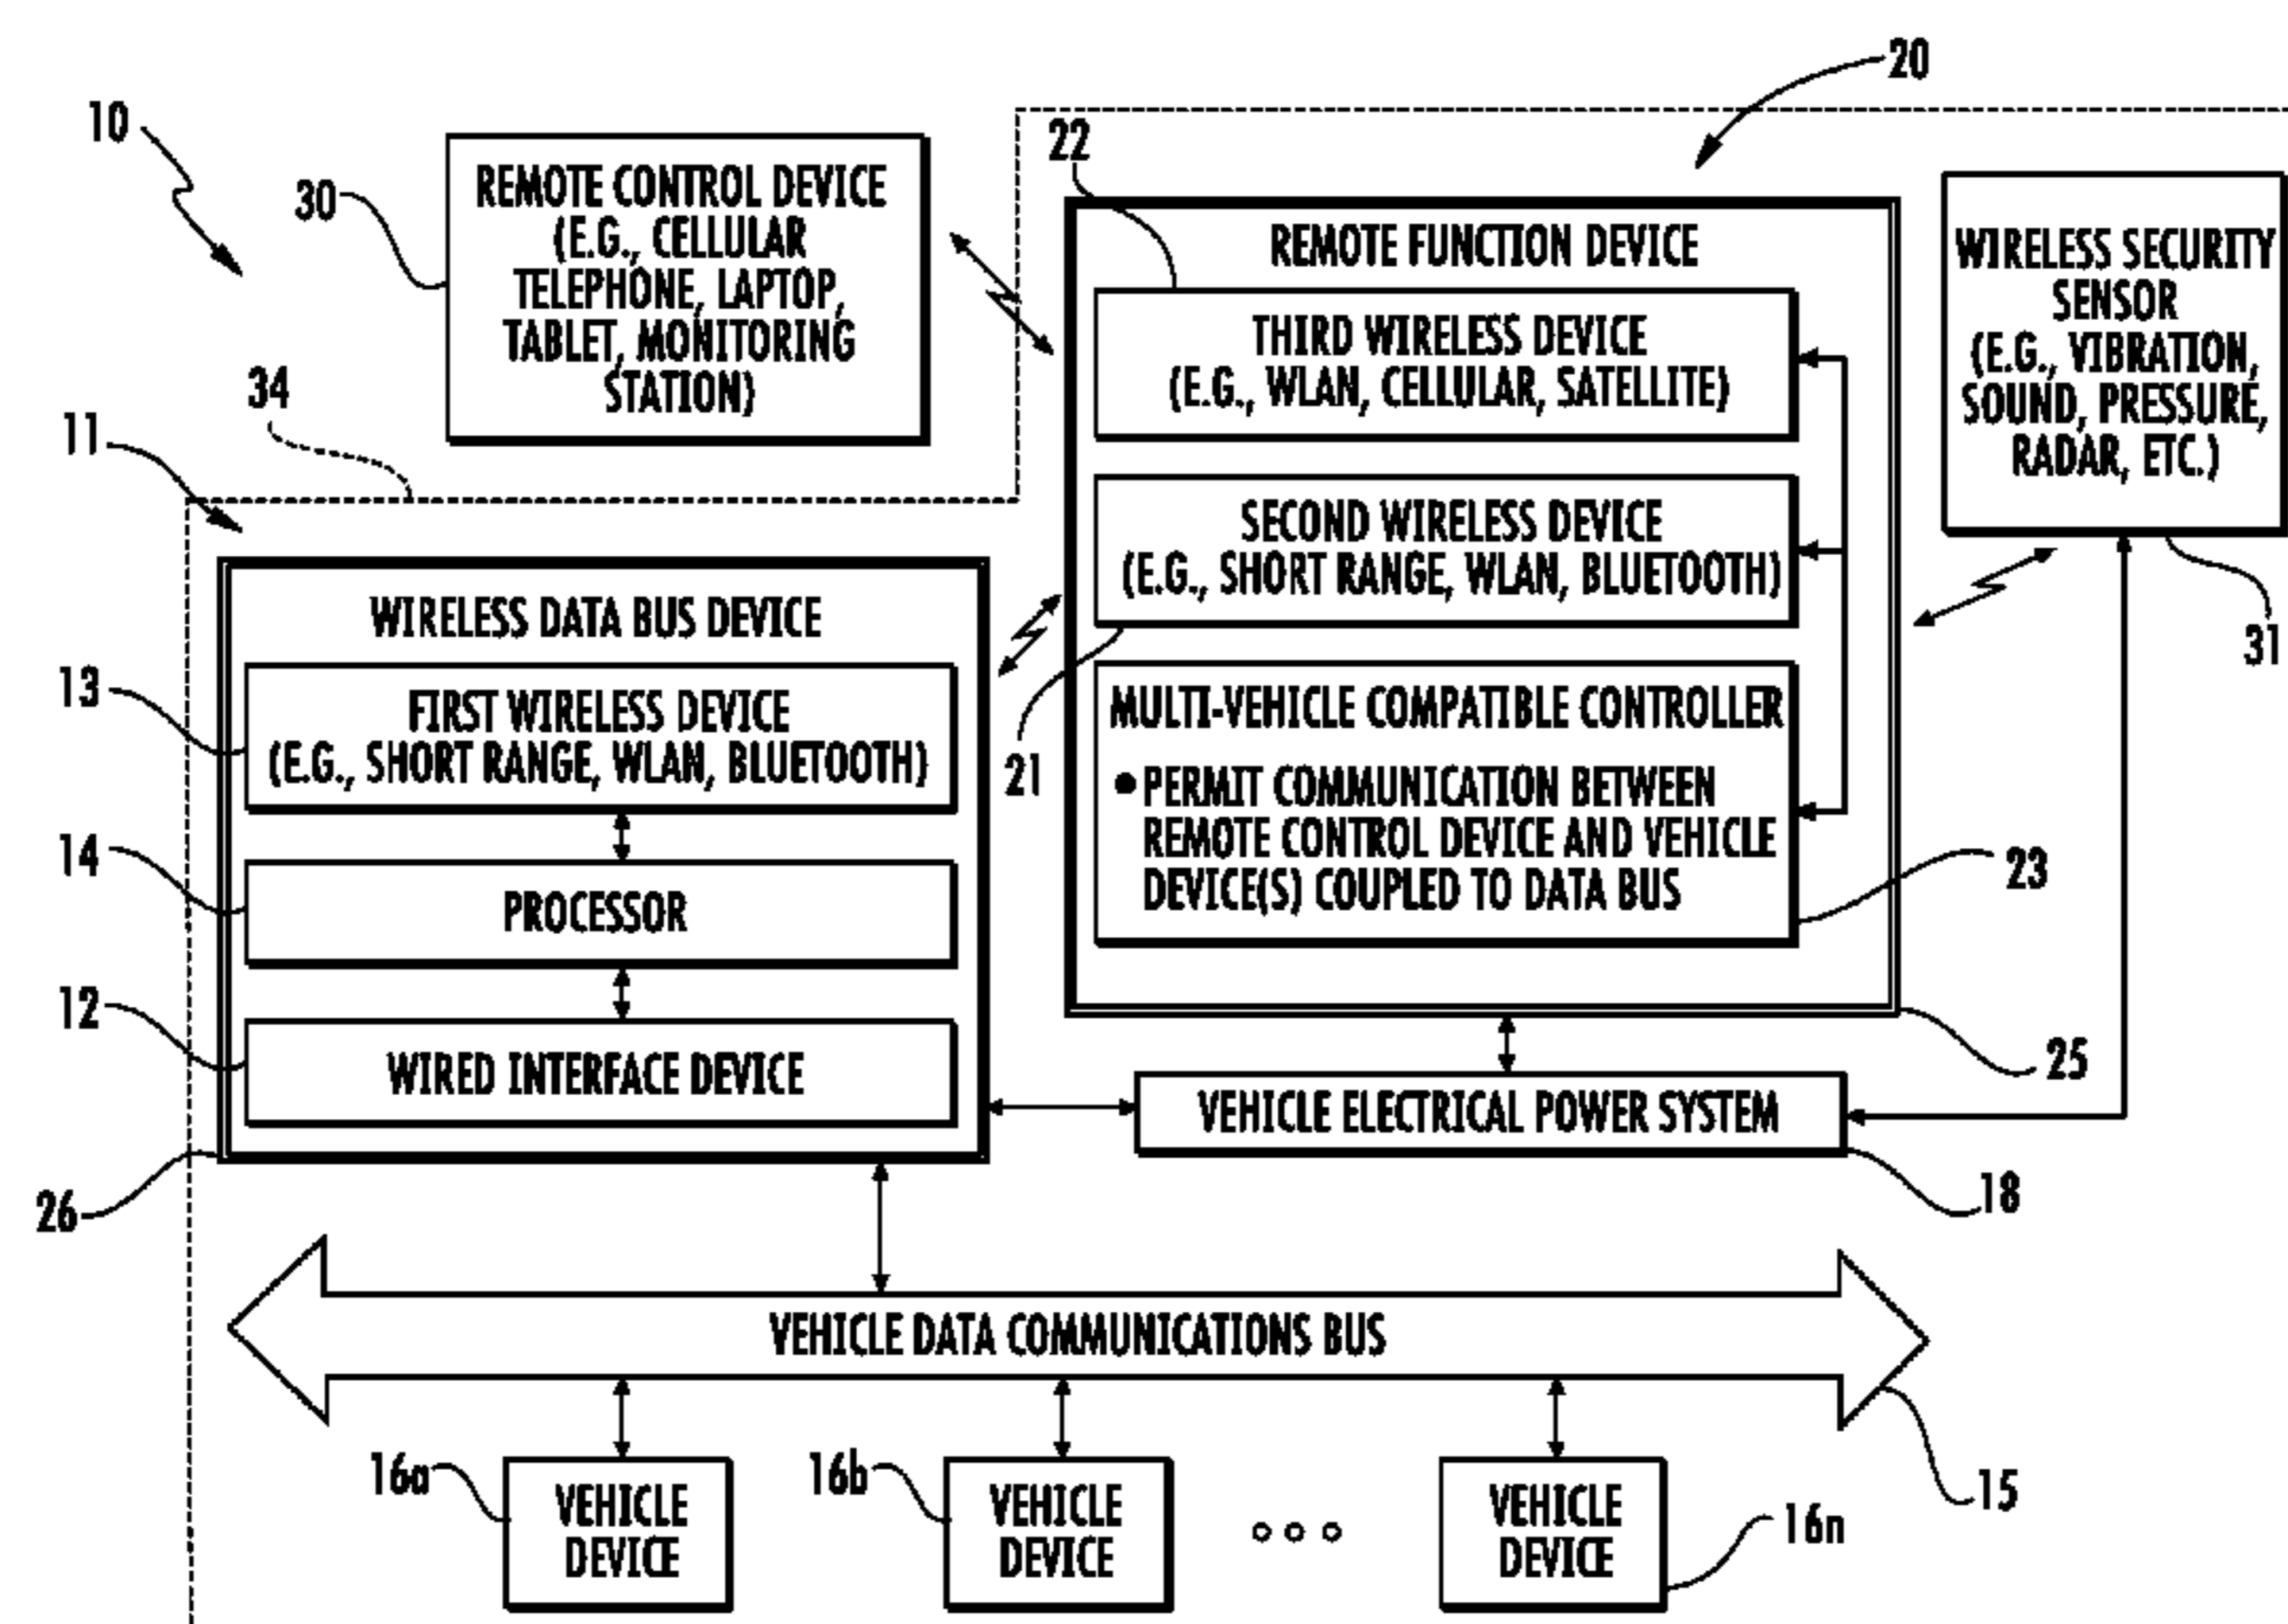 10
20
22
30
REMOTE CONTROL DEVICE
(E.G., CELLULAR
TELEPHONE, LAPTOP,
TABLET, MONITORING
STATION)
34
11
REMOTE FUNCTION DEVICE
THIRD WIRELESS DEVICE
(E.G., WLAN, CELLULAR, SATELLITE)
SECOND WIRELESS DEVICE
(E.G., SHORT RANGE, WLAN, BLUETOOTH)
21
MULTI-VEHICLE COMPATIBLE CONTROLLER
● PERMIT COMMUNICATION BETWEEN
REMOTE CONTROL DEVICE AND VEHICLE
DEVICE(S) COUPLED TO DATA BUS
23
25
WIRELESS SECURITY
SENSOR
(E.G., VIBRATION,
SOUND, PRESSURE,
RADAR, ETC.)
31
WIRELESS DATA BUS DEVICE
13
FIRST WIRELESS DEVICE
(E.G., SHORT RANGE, WLAN, BLUETOOTH)
14
PROCESSOR
12
WIRED INTERFACE DEVICE
26
VEHICLE ELECTRICAL POWER SYSTEM
18
VEHICLE DATA COMMUNICATIONS BUS
15
16a
VEHICLE
DEVICE
16b
VEHICLE
DEVICE
VEHICLE
DEVICE
16n